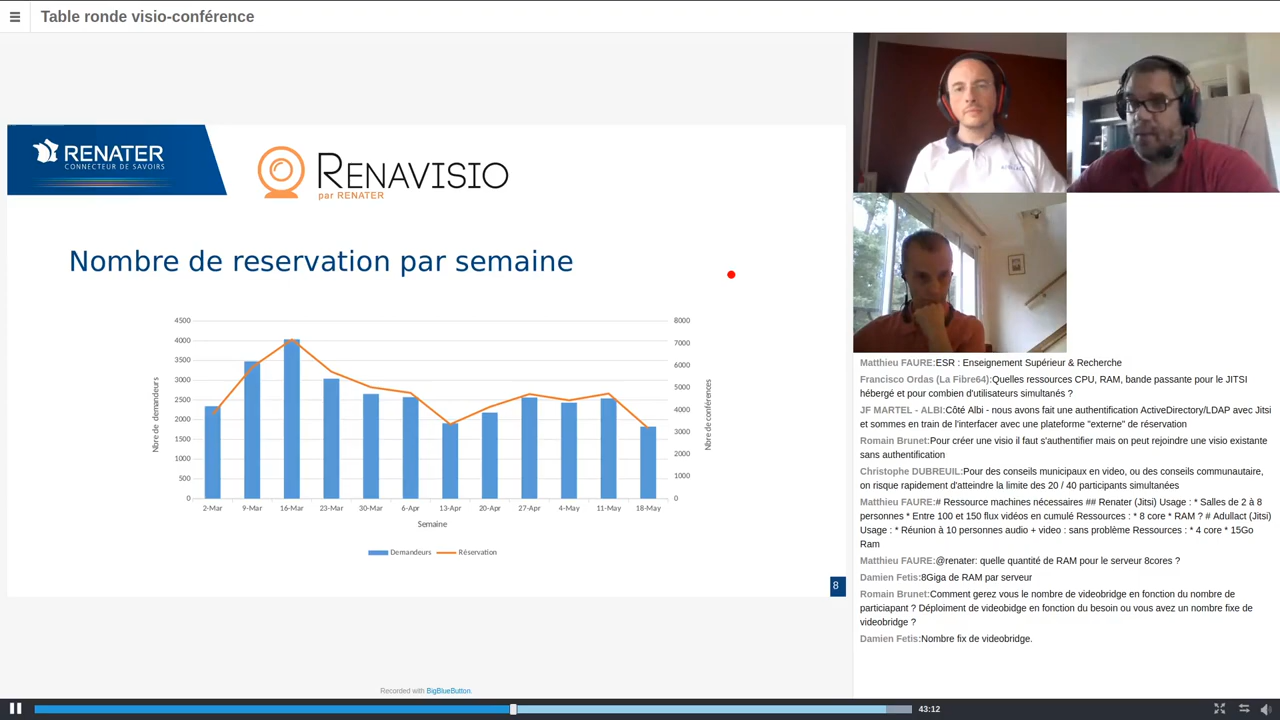 Table ronde visio-conférence
RENATER
CONNECTEUR DE SAVOIRS
RENAVISIO
par RENATER
Nombre de reservation par semaine
4500
4000
3500
3000
2500
2000
1500
1000
500
0
Nbre de demandeurs
8000
7000
6000
5000
4000
3000
2000
1000
0
Nbre de conférences
2-Mar 9-Mar 16-Mar 23-Mar 30-Mar 6-Apr 13-Apr 20-Apr 27-Apr 4-May 11-May 18-May
Semaine
Demandeurs Réservation
8
Recorded with BigBlueButton.
Matthieu FAURE:ESR : Enseignement Supérieur & Recherche
Francisco Ordas (La Fibre64):Quelles ressources CPU, RAM, bande passante pour le JITSI
hébergé et pour combien d'utilisateurs simultanés ?
JF MARTEL - ALBI:Côté Albi - nous avons fait une authentification ActiveDirectory/LDAP avec Jitsi
et sommes en train de l'interfacer avec une plateforme "externe" de réservation
Romain Brunet:Pour créer une visio il faut s'authentifier mais on peut rejoindre une visio existante
sans authentification
Christophe DUBREUIL:Pour des conseils municipaux en video, ou des conseils communautaire,
on risque rapidement d'atteindre la limite des 20 / 40 participants simultanées
Matthieu FAURE:# Ressource machines nécessaires ## Renater (Jitsi) Usage : * Salles de 2 à 8
personnes * Entre 100 et 150 flux vidéos en cumulé Ressources : * 8 core * RAM ? # Adullact (Jitsi)
Usage : * Réunion à 10 personnes audio + video : sans problème Ressources : * 4 core * 15Go
Ram
Matthieu FAURE:@renater: quelle quantité de RAM pour le serveur 8cores ?
Damien Fetis:8Giga de RAM par serveur
Romain Brunet:Comment gerez vous le nombre de videobridge en fonction du nombre de
particiapant ? Déploiment de videobidge en fonction du besoin ou vous avez un nombre fixe de
videobridge ?
Damien Fetis:Nombre fix de videobridge.
43:12